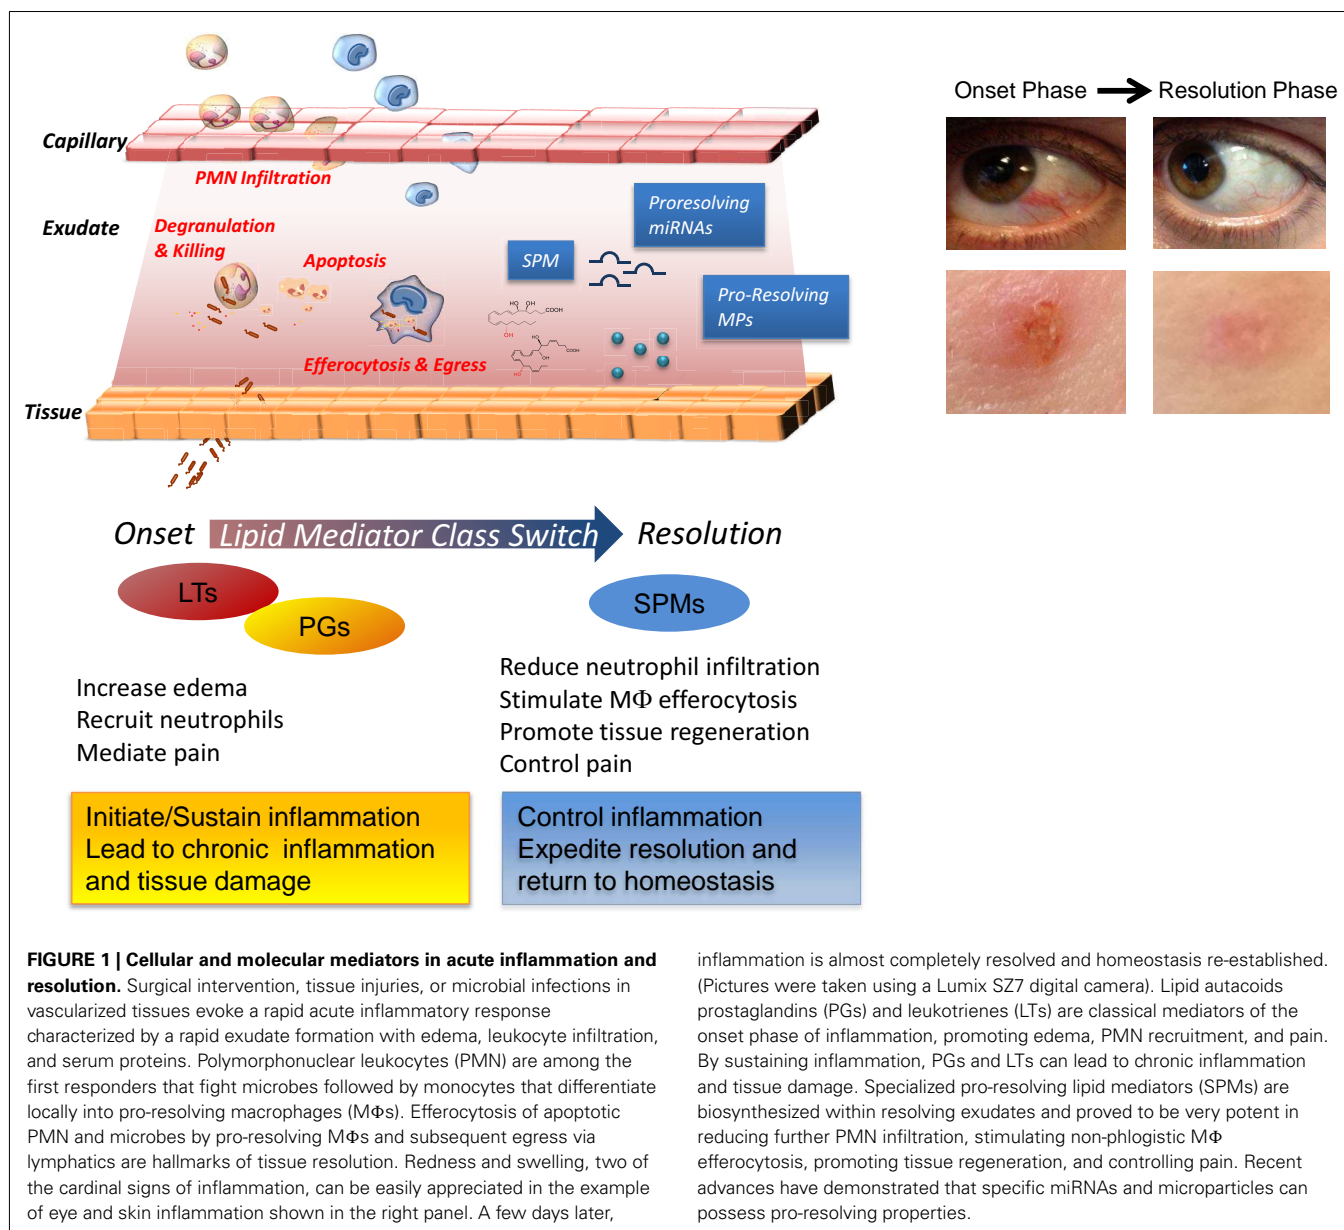 Onset Phase → Resolution Phase
Capillary
PMN Infiltration
Exudate
Degranulation
& Killing
Apoptosis
Efferocytosis & Egress
SPM
Proresolving
miRNAs
Pro-Resolving
MPs
HO OH
COOH
OH
HO
COOH
OH
HO
Tissue
Onset
Lipid Mediator Class Switch
Resolution
LTs
PGs
SPMs
Increase edema
Recruit neutrophils
Mediate pain
Reduce neutrophil infiltration
Stimulate MΦ efferocytosis
Promote tissue regeneration
Control pain
Initiate/Sustain inflammation
Lead to chronic inflammation
and tissue damage
Control inflammation
Expedite resolution and
return to homeostasis
FIGURE 1 | Cellular and molecular mediators in acute inflammation and
resolution. Surgical intervention, tissue injuries, or microbial infections in
vascularized tissues evoke a rapid acute inflammatory response
characterized by a rapid exudate formation with edema, leukocyte infiltration,
and serum proteins. Polymorphonuclear leukocytes (PMN) are among the
first responders that fight microbes followed by monocytes that differentiate
locally into pro-resolving macrophages (MΦs). Efferocytosis of apoptotic
PMN and microbes by pro-resolving MΦs and subsequent egress via
lymphatics are hallmarks of tissue resolution. Redness and swelling, two of
the cardinal signs of inflammation, can be easily appreciated in the example
of eye and skin inflammation shown in the right panel. A few days later,
inflammation is almost completely resolved and homeostasis re-established.
(Pictures were taken using a Lumix SZ7 digital camera). Lipid autacoids
prostaglandins (PGs) and leukotrienes (LTs) are classical mediators of the
onset phase of inflammation, promoting edema, PMN recruitment, and pain.
By sustaining inflammation, PGs and LTs can lead to chronic inflammation
and tissue damage. Specialized pro-resolving lipid mediators (SPMs) are
biosynthesized within resolving exudates and proved to be very potent in
reducing further PMN infiltration, stimulating non-phlogistic MΦ
efferocytosis, promoting tissue regeneration, and controlling pain. Recent
advances have demonstrated that specific miRNAs and microparticles can
possess pro-resolving properties.